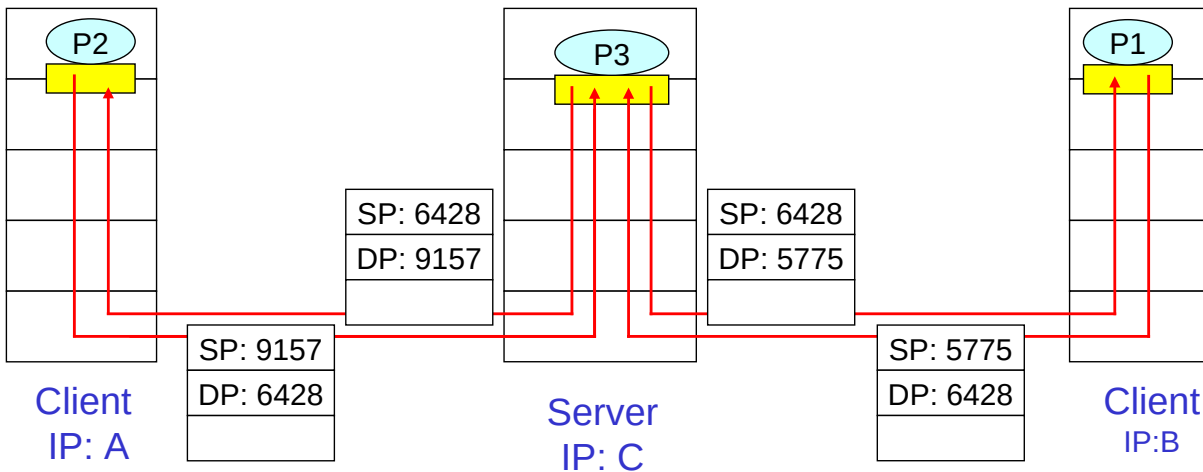 P2
P3
P1
SP: 6428
DP: 9157
SP: 6428
DP: 5775
SP: 9157
DP: 6428
SP: 5775
DP: 6428
Client
IP: A
Server
IP: C
Client
IP:B